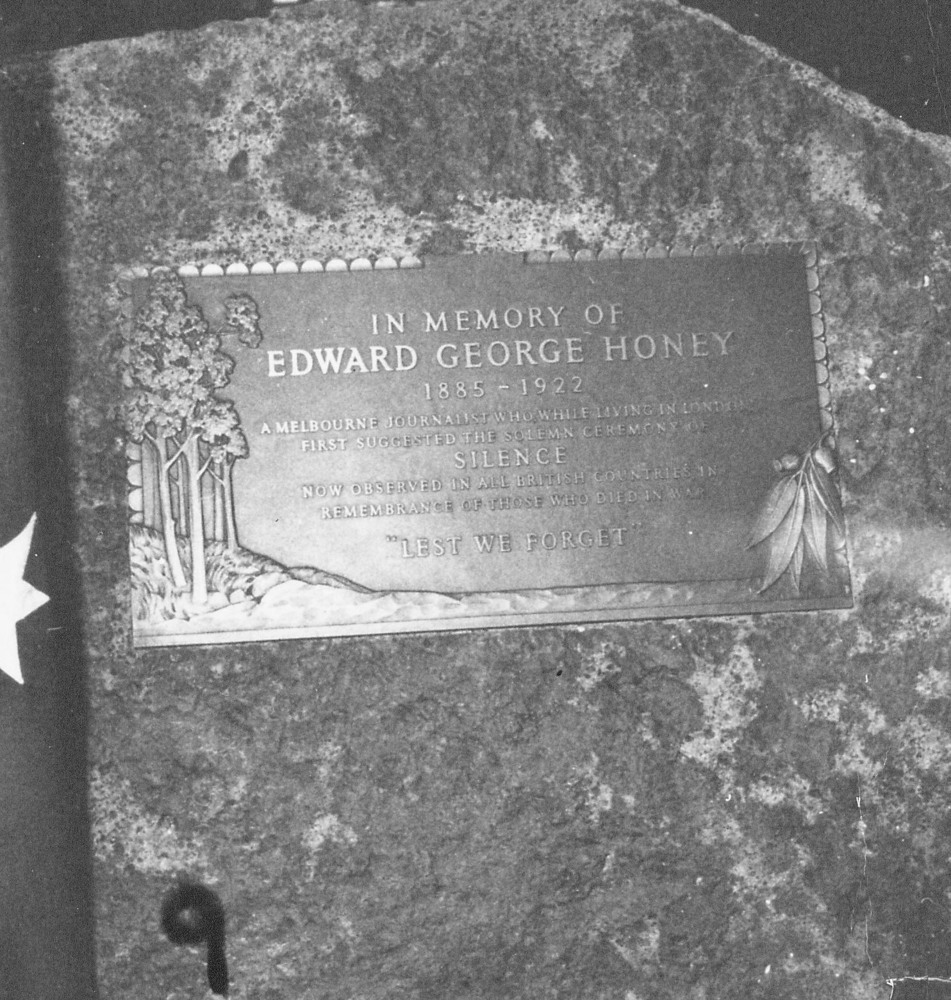 IN MEMORY OF
EDWARD GEORGE HONEY
1885 - 1922
A MELBOURNE JOURNALIST WHO WHILE LIVING IN LONDON
FIRST SUGGESTED THE SOLEMN CEREMONY OF
SILENCE
NOW OBSERVED IN ALL BRITISH COUNTRIES IN
REMEMBRANCE OF THOSE WHO DIED IN WAR
"LEST WE FORGET"
9